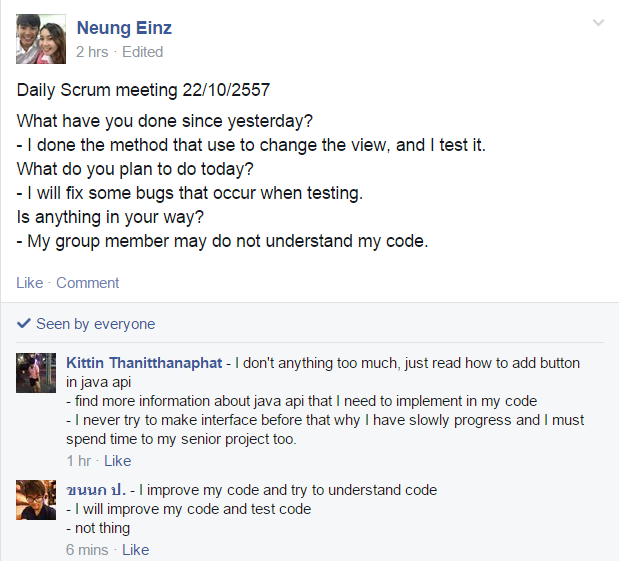 Neung Einz
2 hrs · Edited
Daily Scrum meeting 22/10/2557
What have you done since yesterday?
- I done the method that use to change the view, and I test it.
What do you plan to do today?
- I will fix some bugs that occur when testing.
Is anything in your way?
- My group member may do not understand my code.
Like · Comment
Seen by everyone
Kittin Thanitthanaphat - I don't anything too much, just read how to add button
in java api
- find more information about java api that I need to implement in my code
- I never try to make interface before that why I have slowly progress and I must
spend time to my senior project too.
1 hr · Like
ขนนก ป. - I improve my code and try to understand code
- I will improve my code and test code
- not thing
6 mins · Like